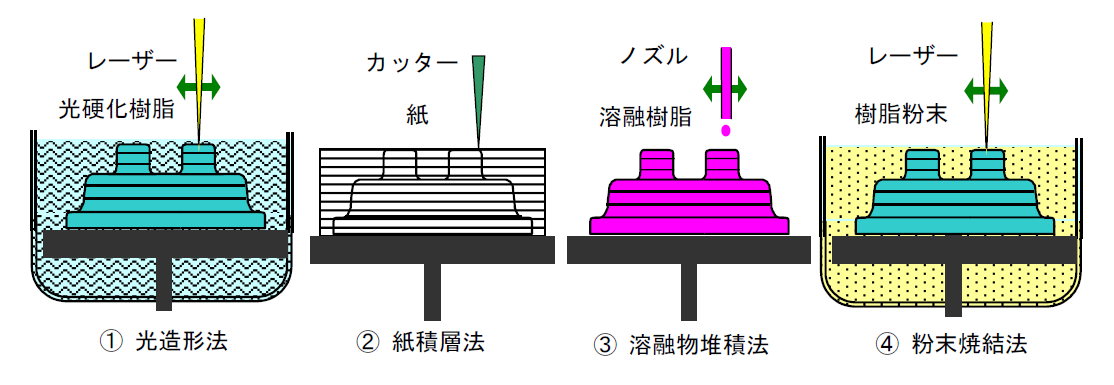 レーザー
光硬化樹脂
① 光造形法
カッター
紙
② 紙積層法
ノズル
溶融樹脂
③ 溶融物堆積法
レーザー
樹脂粉末
④ 粉末焼結法